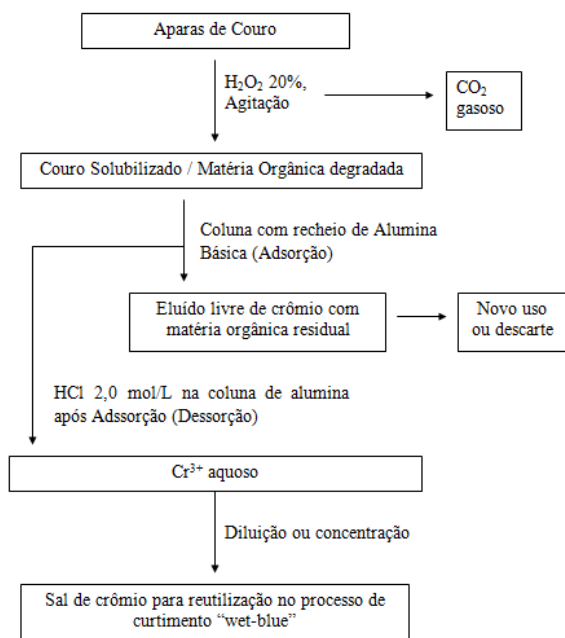 Aparas de Couro
H₂O₂ 20%,
Agitação
CO₂
gasoso
Couro Solubilizado / Matéria Orgânica degradada
Coluna com recheio de Alumina
Básica (Adsorção)
Eluído livre de crômio com
matéria orgânica residual
Novo uso
ou descarte
HCl 2,0 mol/L na coluna de alumina
após Adssorção (Dessorção)
Cr³⁺ aquoso
Diluição ou concentração
Sal de crômio para reutilização no processo de
curtimento “wet-blue”